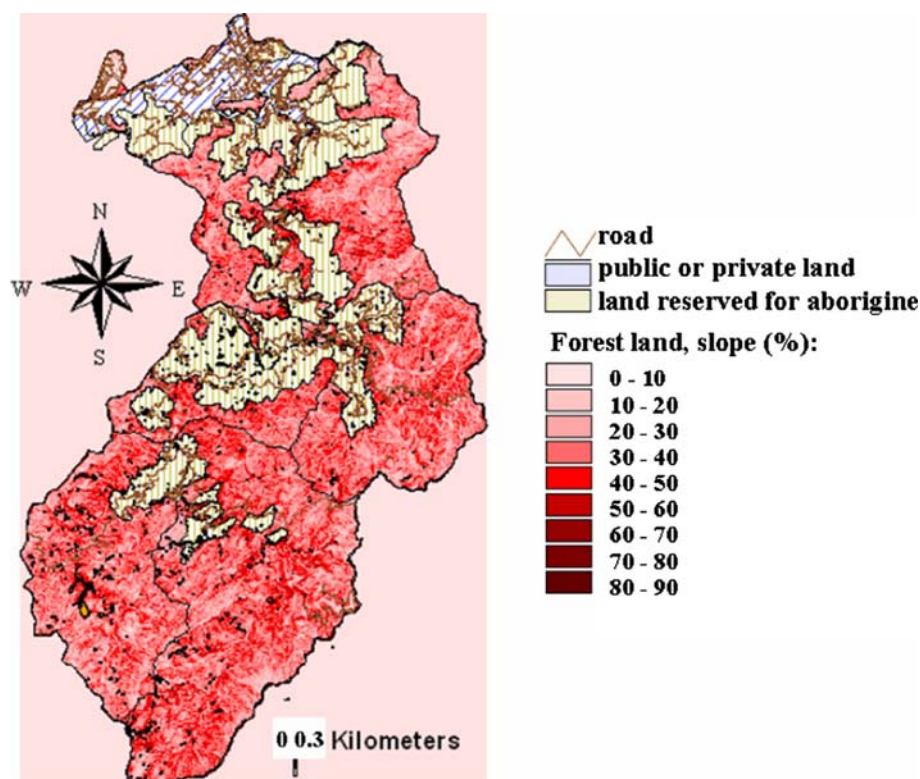 N
W
E
S
0 0.3 Kilometers
road
public or private land
land reserved for aborigine
Forest land, slope (%):
0 - 10
10 - 20
20 - 30
30 - 40
40 - 50
50 - 60
60 - 70
70 - 80
80 - 90